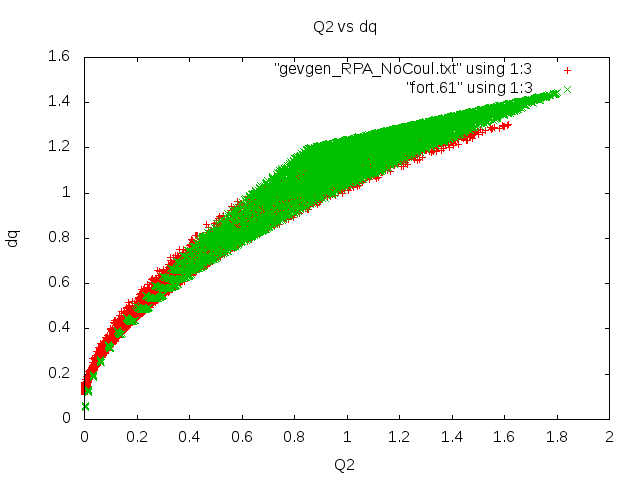 Q2 vs dq
"gevgen_RPA_NoCoul.txt" using 1:3
"fort.61" using 1:3
dq
1.6
1.4
1.2
1
0.8
0.6
0.4
0.2
0
0 0.2 0.4 0.6 0.8 1 1.2 1.4 1.6 1.8 2
Q2